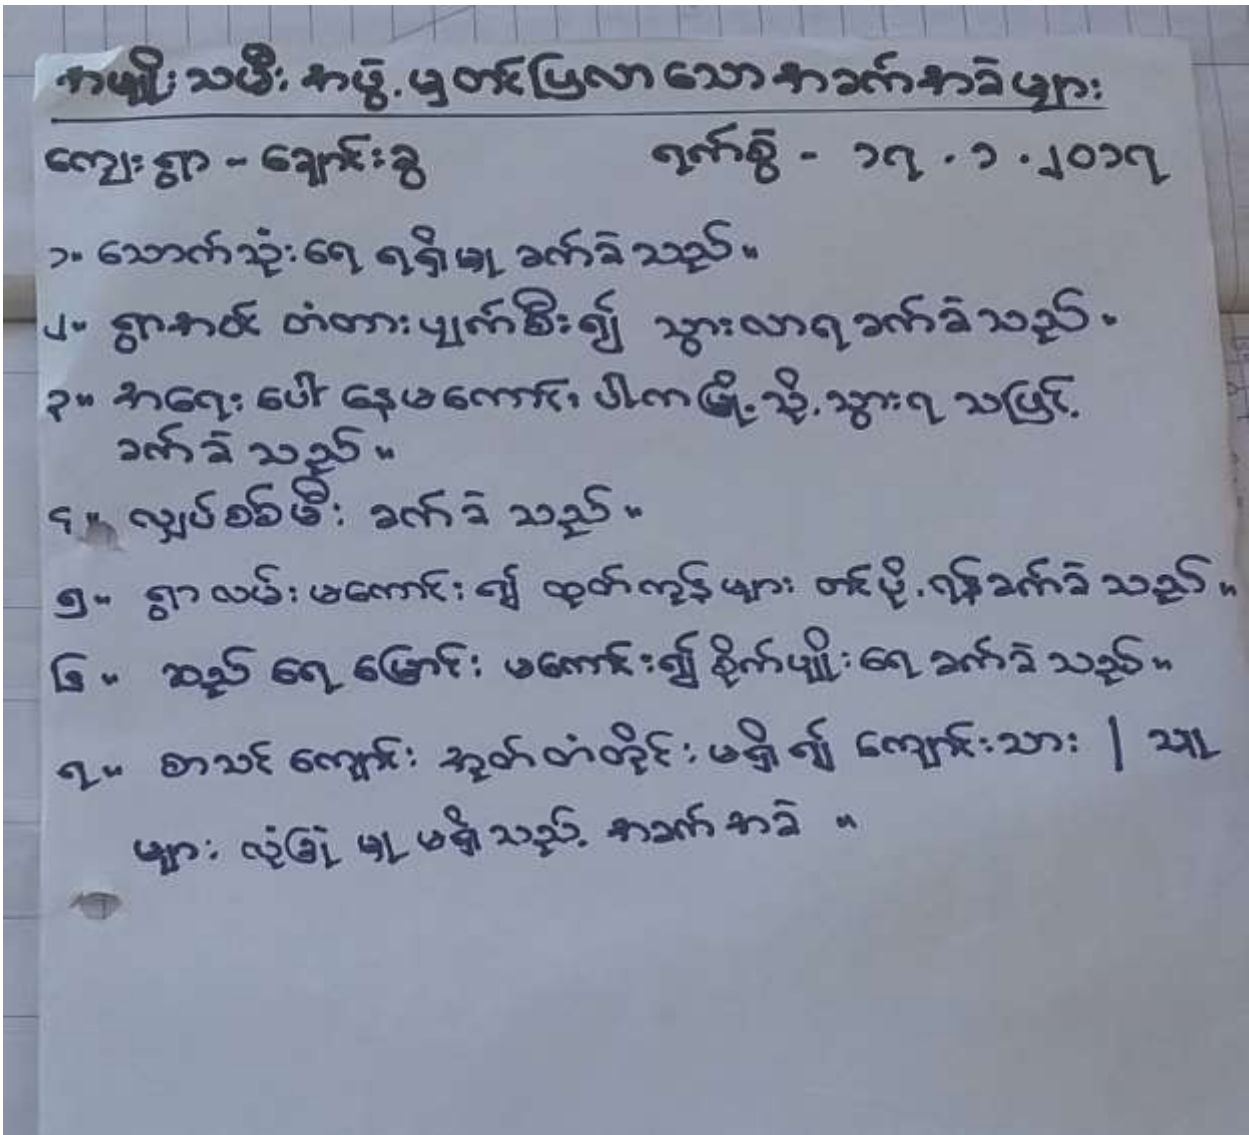 အမျိုးသမီးအဖွဲ့မှတင်ပြလာသောအခက်အခဲများ
ကျေးရွာ - ချောင်းခွ ရက်စွဲ - ၁၇.၁.၂၀၁၇
၁။ သောက်သုံးရေ ရရှိမှု ခက်ခဲသည်။
၂။ ရွာအဝင် တံတားပျက်စီး၍ သွားလာရခက်ခဲသည်။
၃။ အရေးပေါ် နေမကောင်း၊ ပါကမြို့သို့သွားရသဖြင့်
ခက်ခဲသည်။
၄။ လျှပ်စစ်မီး ခက်ခဲသည်။
၅။ ရွာလမ်းမကောင်း၍ ထုတ်ကုန်များ တင်ပို့ရန်ခက်ခဲသည်။
၆။ ဆည်ရေမြောင်း မကောင်း၍စိုက်ပျိုးရေခက်ခဲသည်။
၇။ စာသင်ကျောင်း အုတ်တံတိုင်းမရှိ၍ ကျောင်းသား | သူ
များ လုံခြုံမှုမရှိသည့် အခက်အခဲ ။